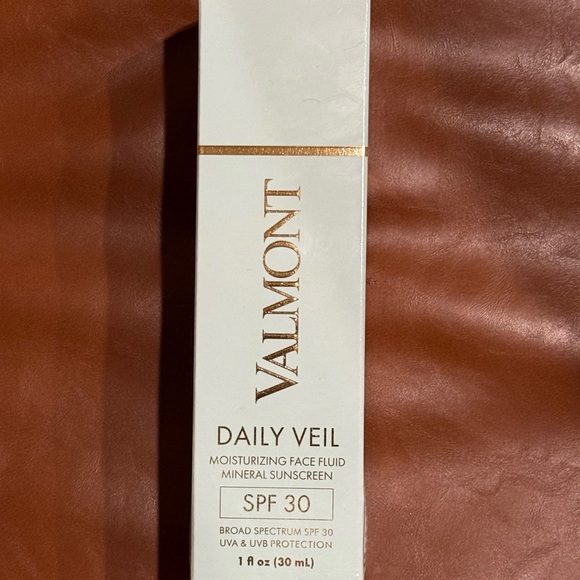 VALMONT
DAILY VEIL
MOISTURIZING FACE FLUID
MINERAL SUNSCREEN
SPF 30
BROAD SPECTRUM SPF 30
UVA & UVB PROTECTION
1 fl oz (30 mL)